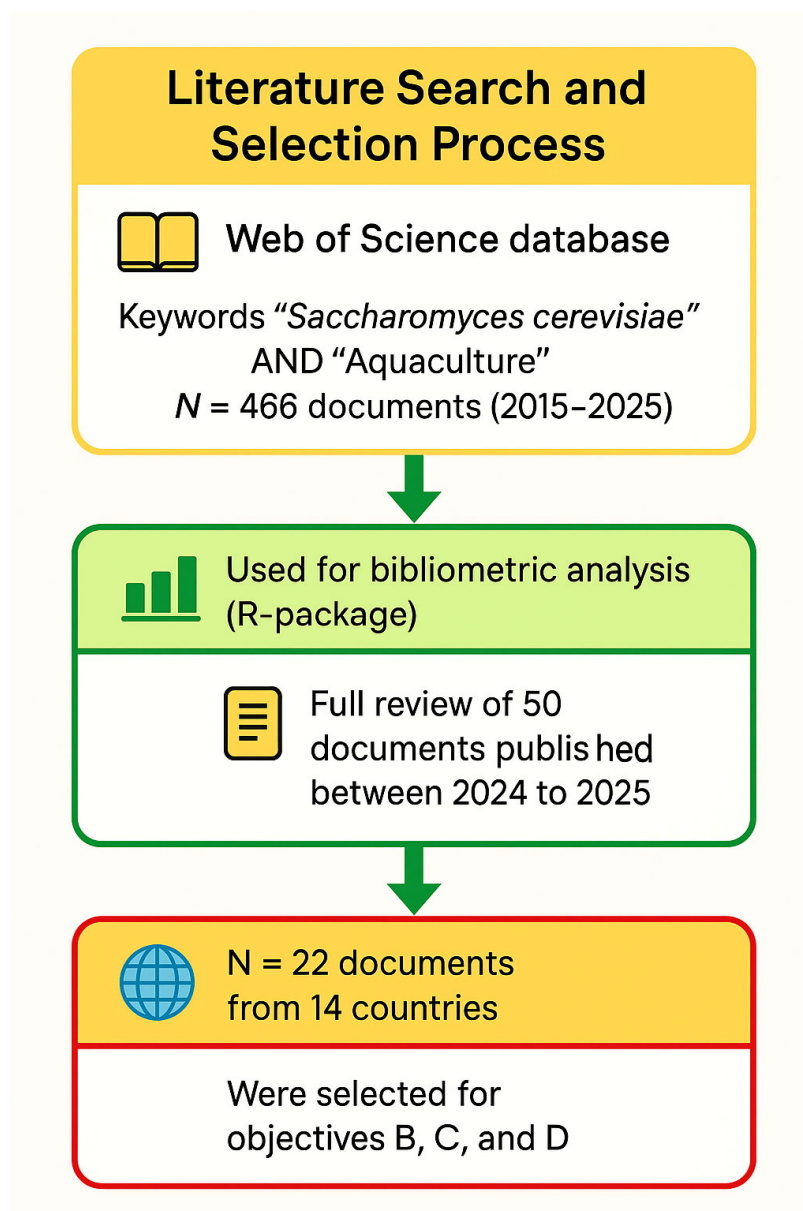 Literature Search and
Selection Process
Web of Science database
Keywords “Saccharomyces cerevisiae”
AND “Aquaculture”
N = 466 documents (2015–2025)
Used for bibliometric analysis
(R-package)
Full review of 50
documents publis hed
between 2024 to 2025
N = 22 documents
from 14 countries
Were selected for
objectives B, C, and D